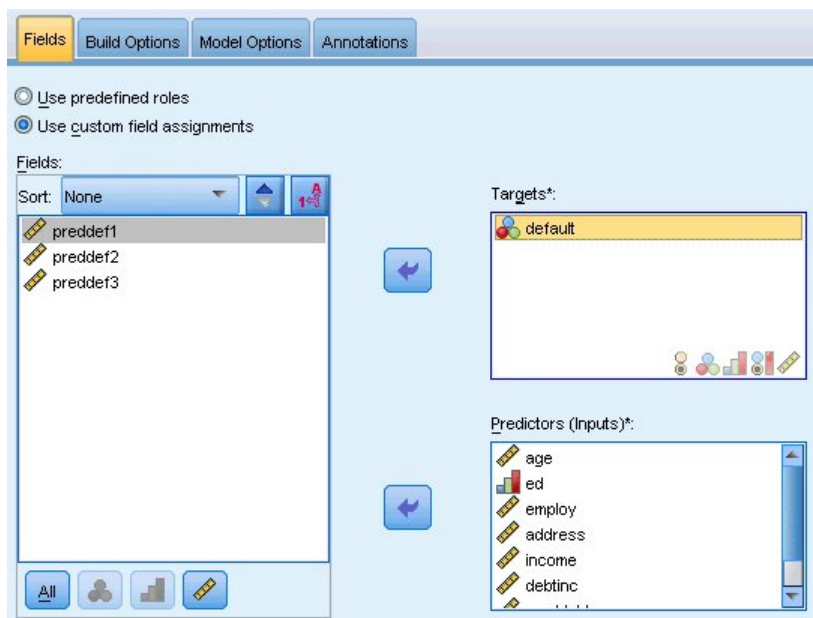 Fields Build Options Model Options Annotations
Use predefined roles
Use custom field assignments
Fields:
Sort: None
preddef1
preddef2
preddef3
All
Targets*:
default
Predictors (Inputs)*:
age
ed
employ
address
income
debtinc